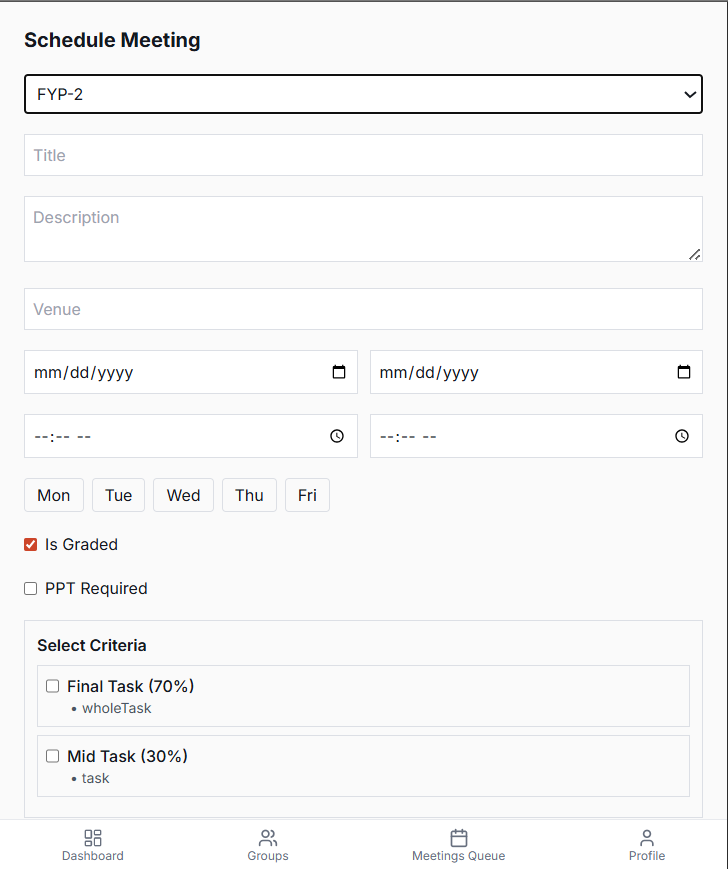 Schedule Meeting
FYP-2
Title
Description
Venue
mm/dd/yyyy mm/dd/yyyy
--:-- -- --:-- --
Mon Tue Wed Thu Fri
Is Graded
PPT Required
Select Criteria
Final Task (70%)
• wholeTask
Mid Task (30%)
• task
Dashboard Groups Meetings Queue Profile